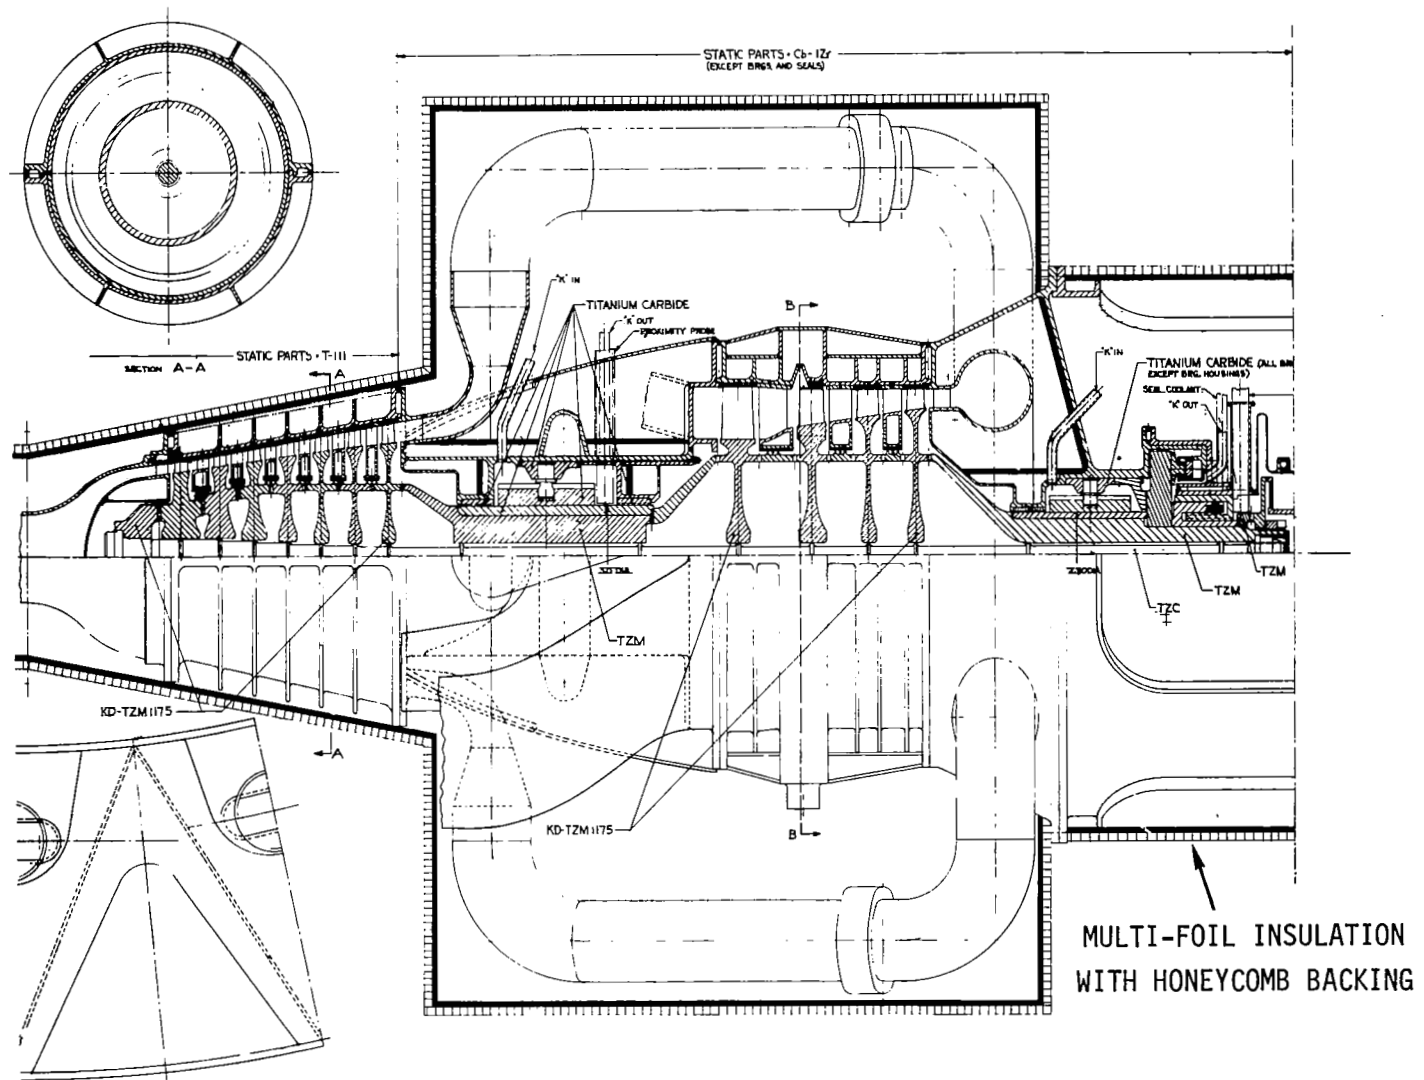 STATIC PARTS • Cb-1Zr
(EXCEPT BRGS. AND SEALS)
"K" IN
TITANIUM CARBIDE
"K" OUT
PROXIMITY PROBE
B
STATIC PARTS • T-111
SECTION A-A
A
"K" IN
TITANIUM CARBIDE (ALL
EXCEPT BRG. HOUSINGS)
SEAL COOLANT
"K" OUT
TZM
TZM
TZC
TZM
KD-TZM 1175
A
KD-TZM 1175
B
MULTI-FOIL INSULATION
WITH HONEYCOMB BACKING